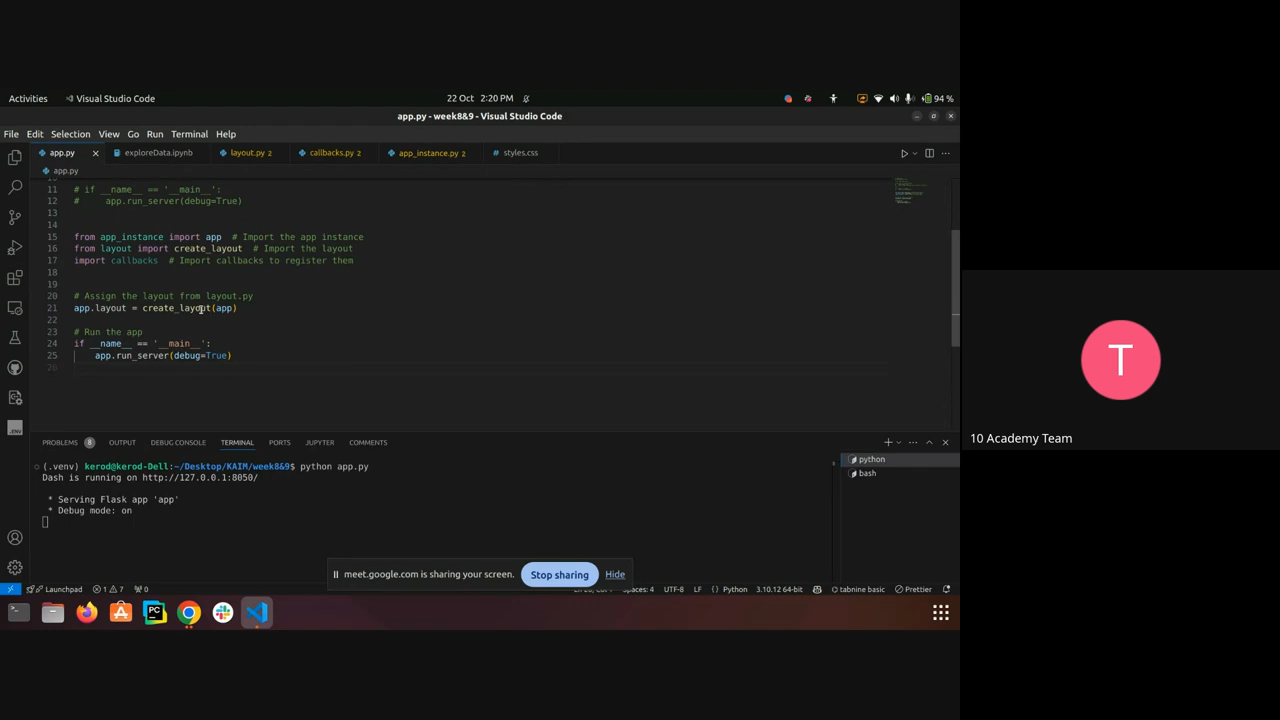 Activities
Visual Studio Code
22 Oct 2:20 PM
94 %
app.py - week8&9 - Visual Studio Code
File Edit Selection View Go Run Terminal Help
app.py
exploreData.ipynb
layout.py 2
callbacks.py 2
app_instance.py 2
styles.css
app.py
11 # if __name__ == '__main__':
12 #     app.run_server(debug=True)
13
14
15 from app_instance import app  # Import the app instance
16 from layout import create_layout  # Import the layout
17 import callbacks  # Import callbacks to register them
18
19
20 # Assign the layout from layout.py
21 app.layout = create_layout(app)
22
23 # Run the app
24 if __name__ == '__main__':
25     app.run_server(debug=True)
26
PROBLEMS 8 OUTPUT DEBUG CONSOLE TERMINAL PORTS JUPYTER COMMENTS
(.venv) kerod@kerod-Dell:~/Desktop/KAIM/week8&9$ python app.py
Dash is running on http://127.0.0.1:8050/
* Serving Flask app 'app'
* Debug mode: on
python
bash
meet.google.com is sharing your screen.
Stop sharing
Hide
Launchpad
1
7
0
Spaces: 4
UTF-8
LF
Python
3.10.12 64-bit
tabnine basic
Prettier
T
10 Academy Team